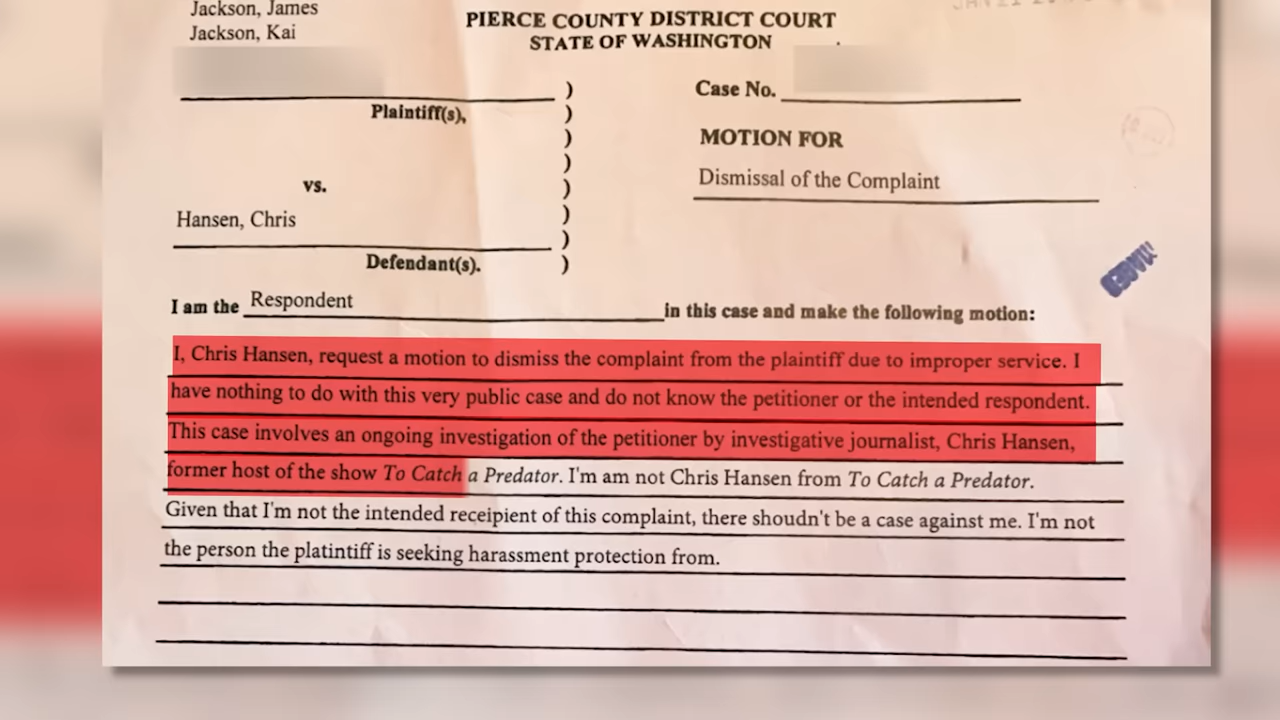 Jackson, James
Jackson, Kai
PIERCE COUNTY DISTRICT COURT
STATE OF WASHINGTON
)
Plaintiff(s), )
)
)
vs. )
Hansen, Chris )
)
Defendant(s). )
Case No.
MOTION FOR
Dismissal of the Complaint
I am the Respondent in this case and make the following motion:
I, Chris Hansen, request a motion to dismiss the complaint from the plaintiff due to improper service. I
have nothing to do with this very public case and do not know the petitioner or the intended respondent.
This case involves an ongoing investigation of the petitioner by investigative journalist, Chris Hansen,
former host of the show To Catch a Predator. I'm am not Chris Hansen from To Catch a Predator.
Given that I'm not the intended receipient of this complaint, there shoudn't be a case against me. I'm not
the person the platintiff is seeking harassment protection from.